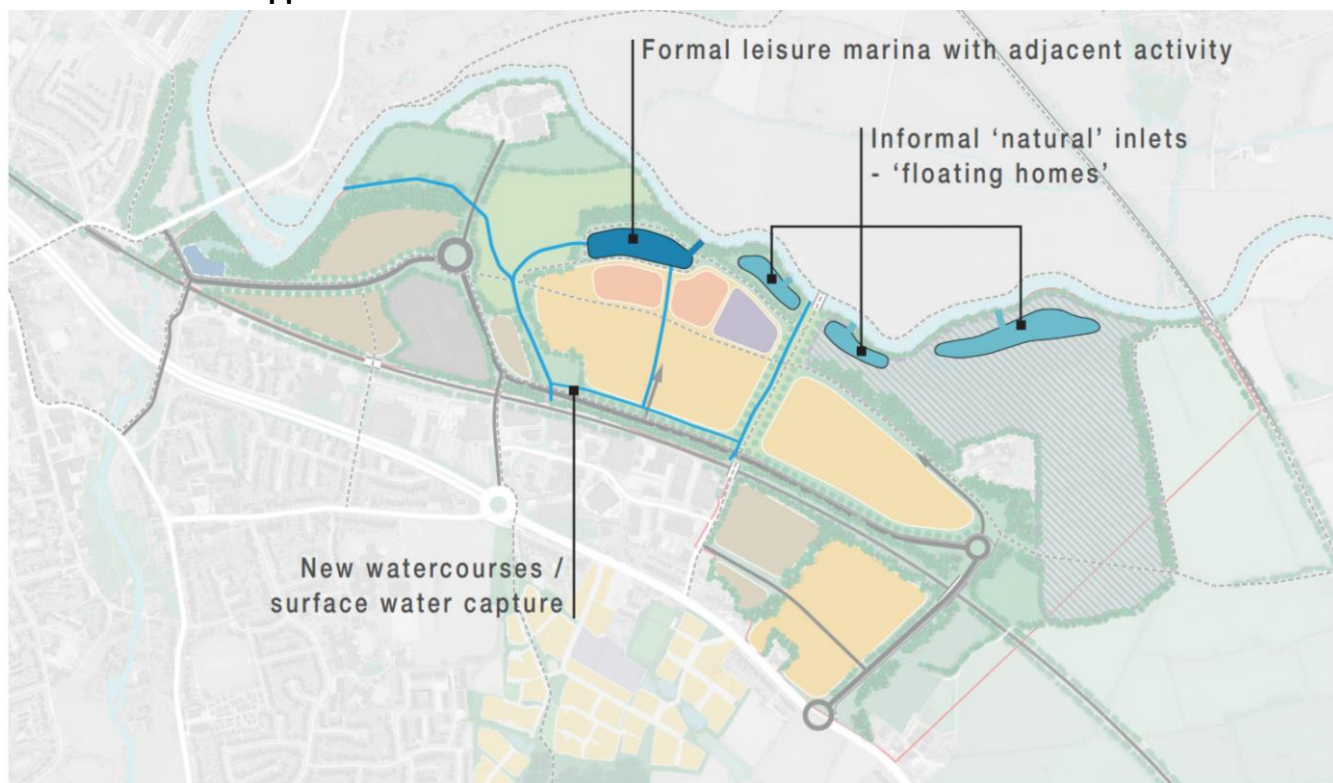 Formal leisure marina with adjacent activity
Informal ‘natural’ inlets
- ‘floating homes’
New watercourses /
surface water capture